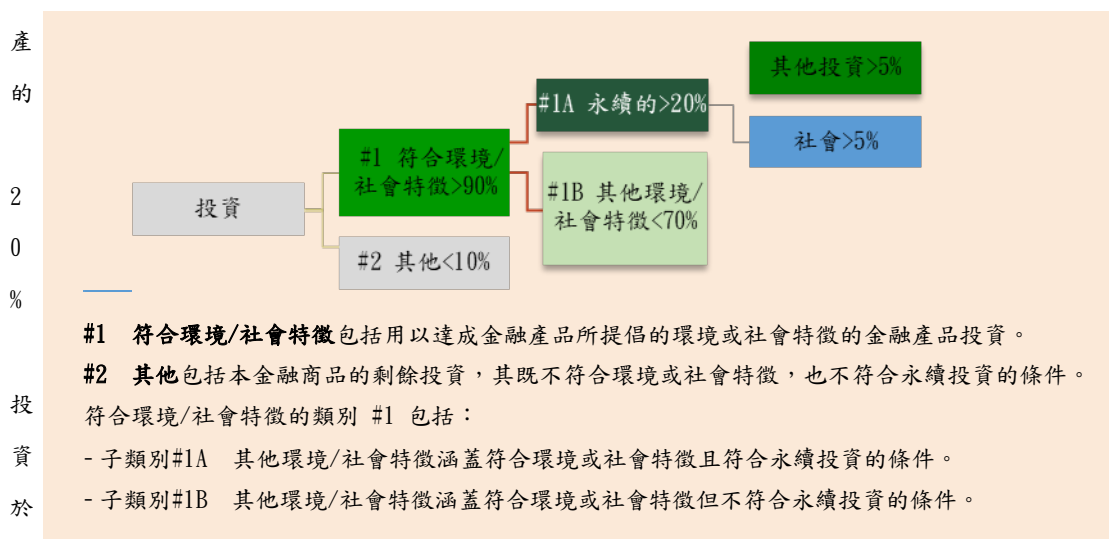 產
的
2
0
%
投
資
於
投資
#1 符合環境/
社會特徵>90%
#2 其他<10%
#1A 永續的>20%
#1B 其他環境/
社會特徵<70%
其他投資>5%
社會>5%
#1 符合環境/社會特徵包括用以達成金融產品所提倡的環境或社會特徵的金融產品投資。
#2 其他包括本金融商品的剩餘投資，其既不符合環境或社會特徵，也不符合永續投資的條件。
符合環境/社會特徵的類別 #1 包括：
-子類別#1A 其他環境/社會特徵涵蓋符合環境或社會特徵且符合永續投資的條件。
-子類別#1B 其他環境/社會特徵涵蓋符合環境或社會特徵但不符合永續投資的條件。